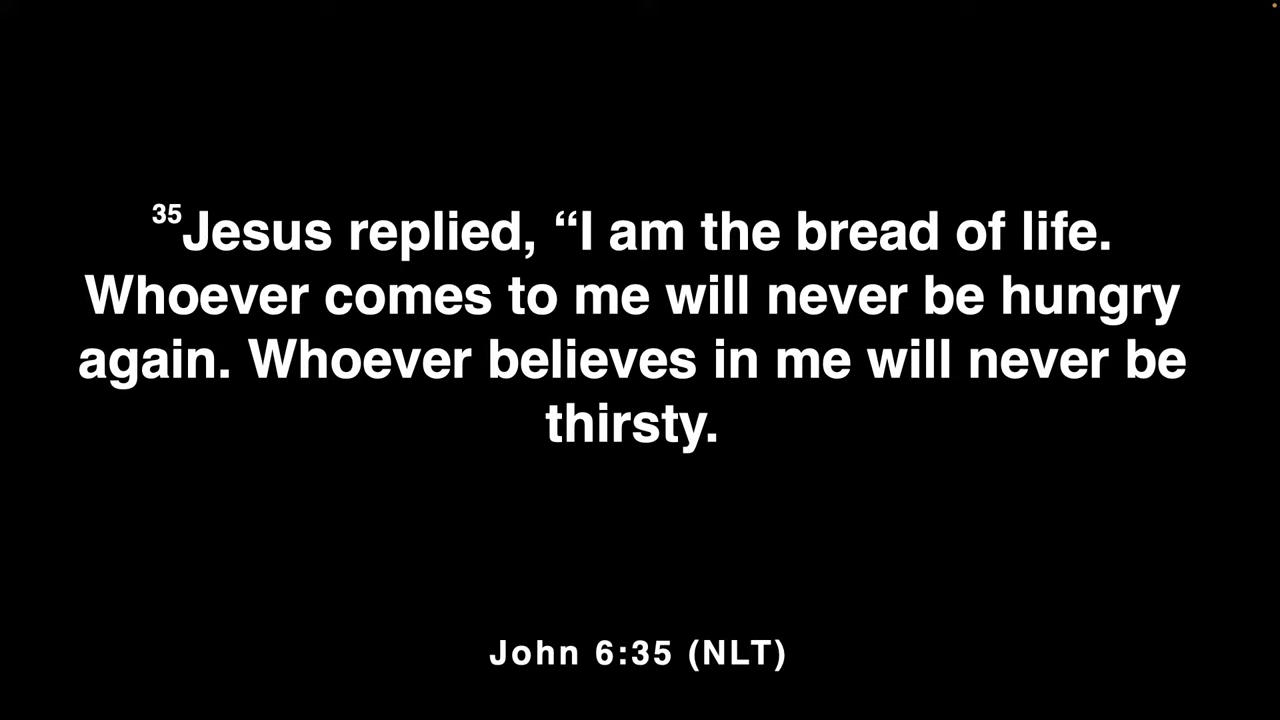 35Jesus replied, “I am the bread of life.
Whoever comes to me will never be hungry
again. Whoever believes in me will never be
thirsty.
John 6:35 (NLT)